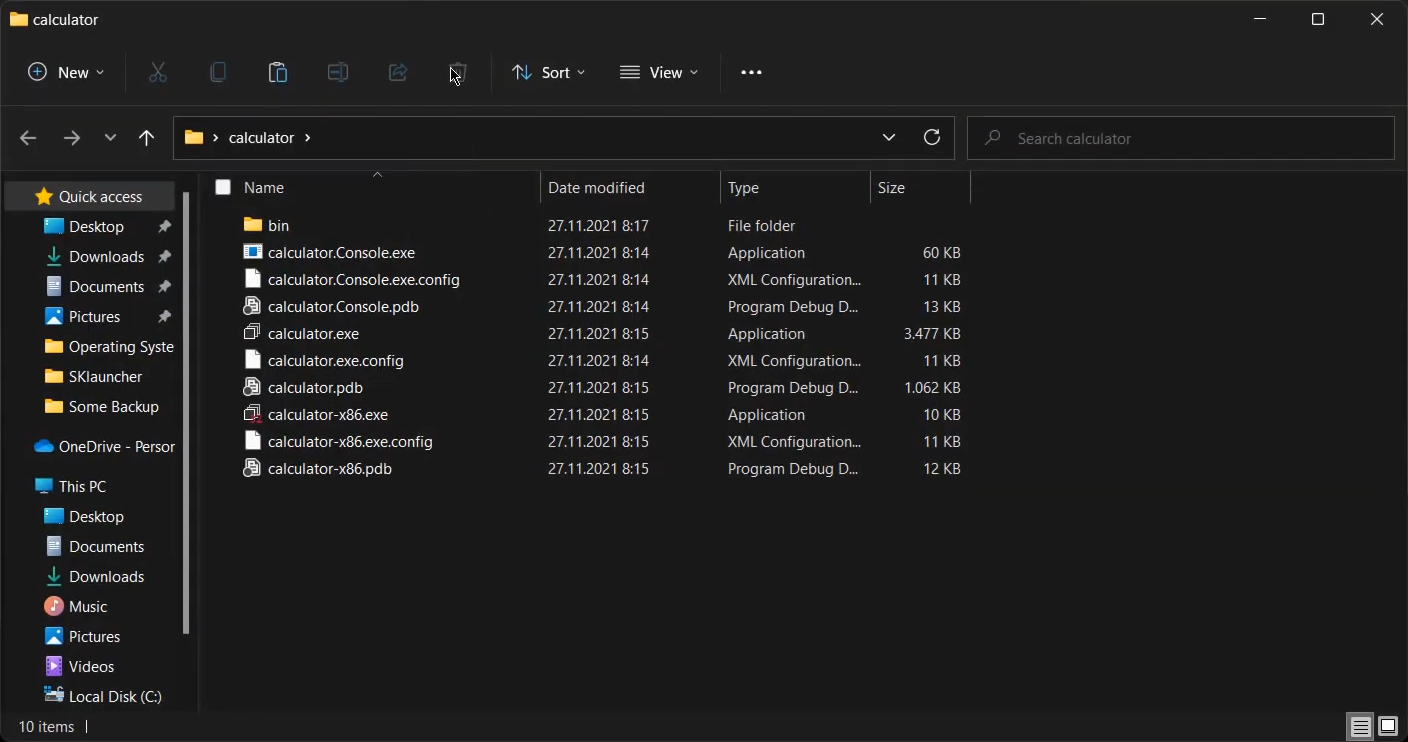 calculator
New
Sort
View
calculator
Search calculator
Quick access
Desktop
Downloads
Documents
Pictures
Operating Syste
SKlauncher
Some Backup
OneDrive - Persor
This PC
Desktop
Documents
Downloads
Music
Pictures
Videos
Local Disk (C:)
Name Date modified Type Size
bin 27.11.2021 8:17 File folder
calculator.Console.exe 27.11.2021 8:14 Application 60 KB
calculator.Console.exe.config 27.11.2021 8:14 XML Configuration... 11 KB
calculator.Console.pdb 27.11.2021 8:14 Program Debug D... 13 KB
calculator.exe 27.11.2021 8:15 Application 3.477 KB
calculator.exe.config 27.11.2021 8:14 XML Configuration... 11 KB
calculator.pdb 27.11.2021 8:15 Program Debug D... 1.062 KB
calculator-x86.exe 27.11.2021 8:15 Application 10 KB
calculator-x86.exe.config 27.11.2021 8:15 XML Configuration... 11 KB
calculator-x86.pdb 27.11.2021 8:15 Program Debug D... 12 KB
10 items